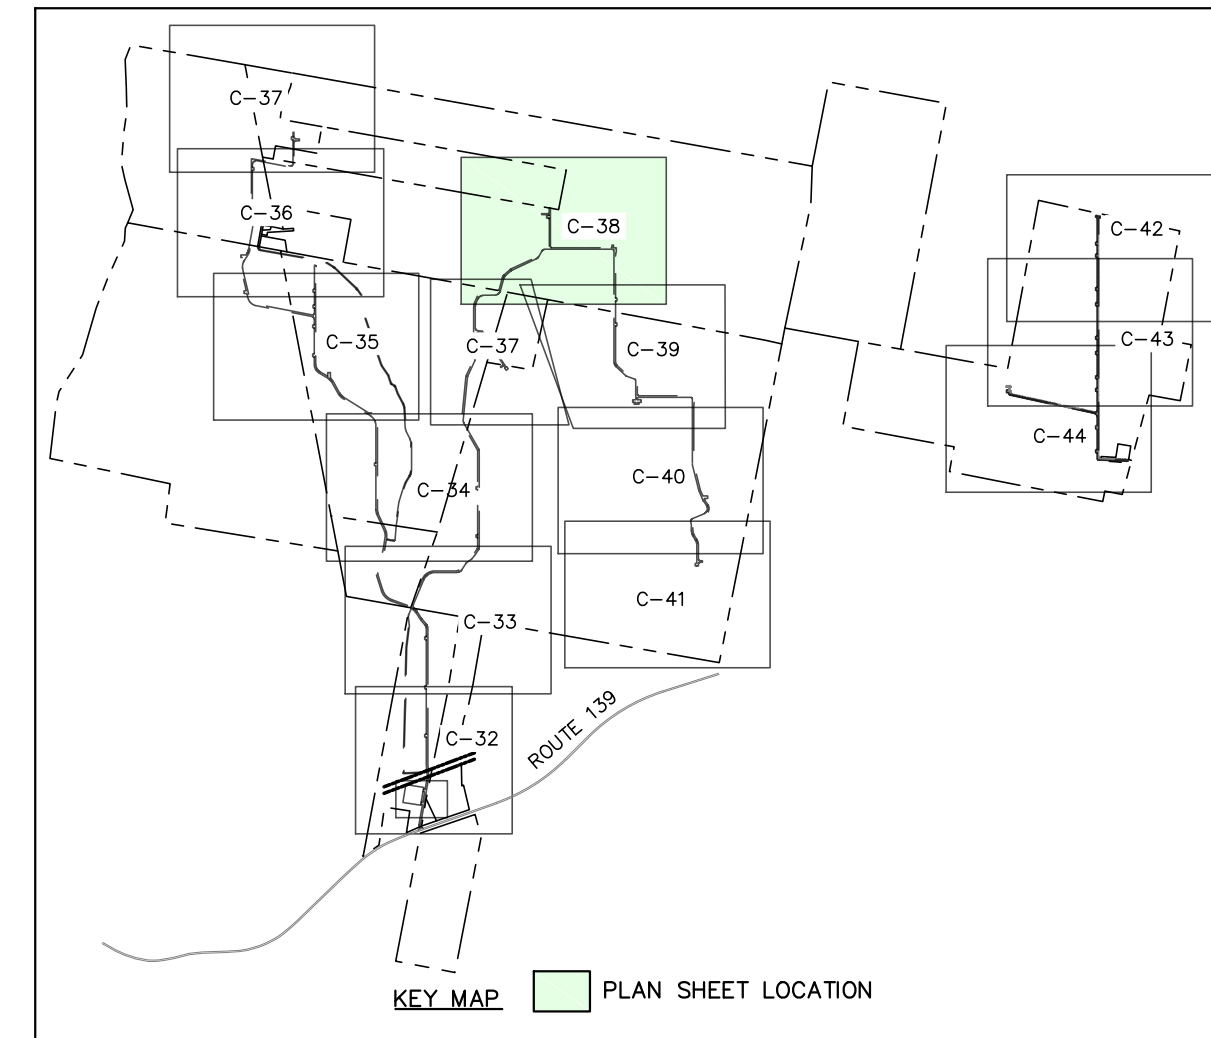 C-37
C-36
C-38
C-42
C-35
C-37
C-39
C-43
C-44
C-34
C-40
C-41
C-33
C-32
ROUTE 139
KEY MAP
PLAN SHEET LOCATION